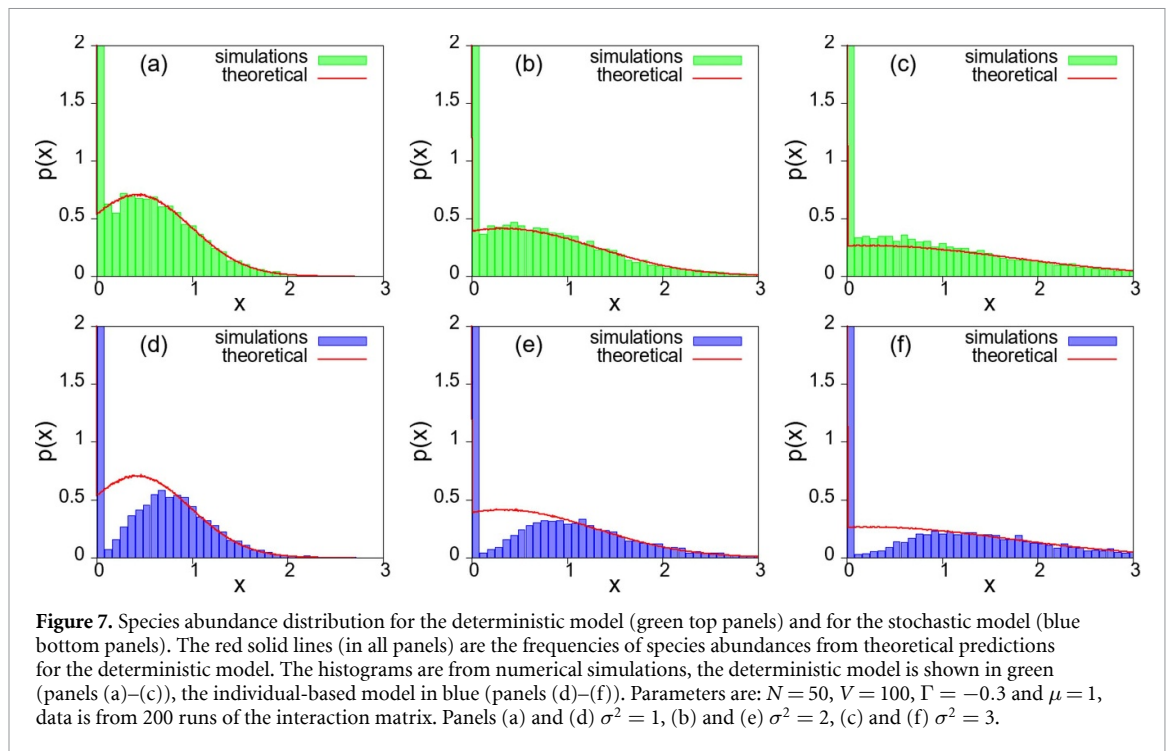 2
1.5
1
0.5
0
p(x)
(a)
simulations
theoretical
0 1 2 3
x
2
1.5
1
0.5
0
p(x)
(b)
simulations
theoretical
0 1 2 3
x
2
1.5
1
0.5
0
p(x)
(c)
simulations
theoretical
0 1 2 3
x
2
1.5
1
0.5
0
p(x)
(d)
simulations
theoretical
0 1 2 3
x
2
1.5
1
0.5
0
p(x)
(e)
simulations
theoretical
0 1 2 3
x
2
1.5
1
0.5
0
p(x)
(f)
simulations
theoretical
0 1 2 3
x
Figure 7. Species abundance distribution for the deterministic model (green top panels) and for the stochastic model (blue
bottom panels). The red solid lines (in all panels) are the frequencies of species abundances from theoretical predictions
for the deterministic model. The histograms are from numerical simulations, the deterministic model is shown in green
(panels (a)–(c)), the individual-based model in blue (panels (d)–(f)). Parameters are: N = 50, V = 100, Γ = −0.3 and μ = 1,
data is from 200 runs of the interaction matrix. Panels (a) and (d) σ² = 1, (b) and (e) σ² = 2, (c) and (f) σ² = 3.